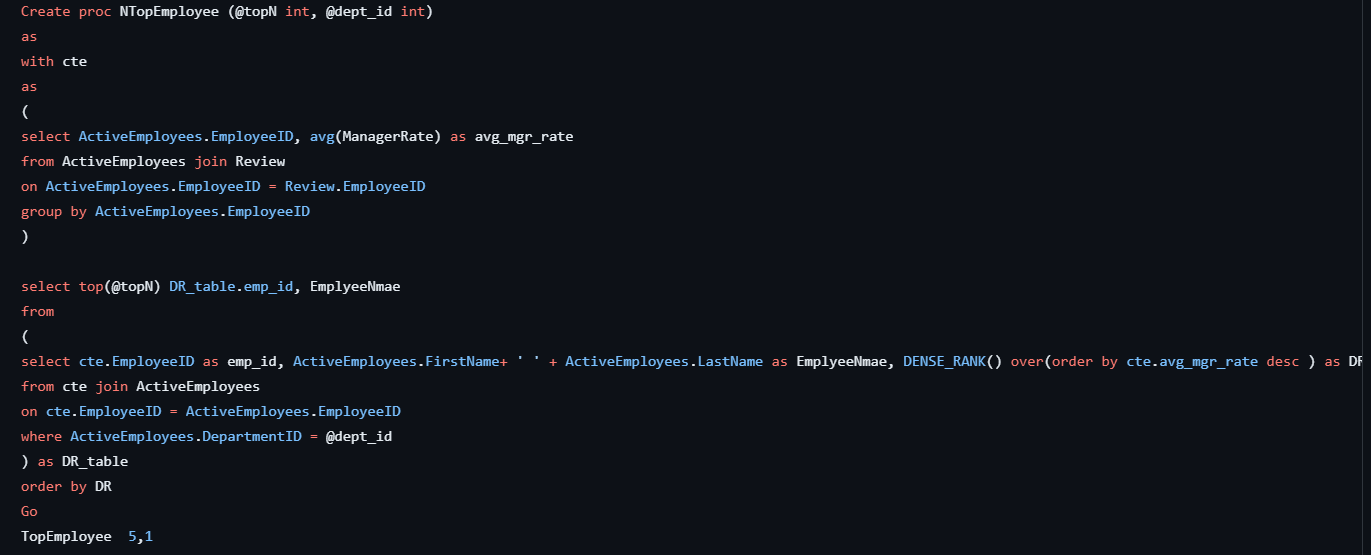 Create proc NTopEmployee (@topN int, @dept_id int)
as
with cte
as
(
select ActiveEmployees.EmployeeID, avg(ManagerRate) as avg_mgr_rate
from ActiveEmployees join Review
on ActiveEmployees.EmployeeID = Review.EmployeeID
group by ActiveEmployees.EmployeeID
)
select top(@topN) DR_table.emp_id, EmplyeeNmae
from
(
select cte.EmployeeID as emp_id, ActiveEmployees.FirstName+ ' ' + ActiveEmployees.LastName as EmplyeeNmae, DENSE_RANK() over(order by cte.avg_mgr_rate desc ) as DR
from cte join ActiveEmployees
on cte.EmployeeID = ActiveEmployees.EmployeeID
where ActiveEmployees.DepartmentID = @dept_id
) as DR_table
order by DR
Go
TopEmployee  5,1